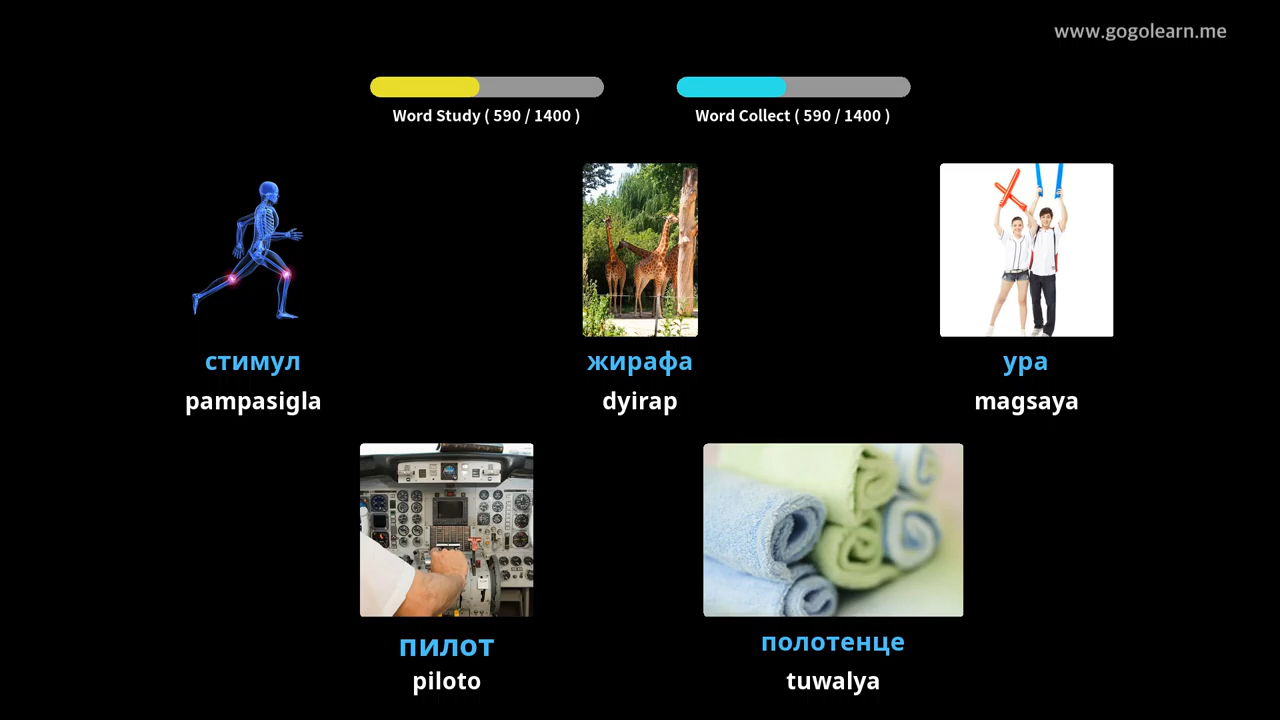 www.gogolearn.me
Word Study ( 590 / 1400 )
Word Collect ( 590 / 1400 )
стимул
жирафа
ура
pampasigla
dyirap
magsaya
пилот
полотенце
piloto
tuwalya